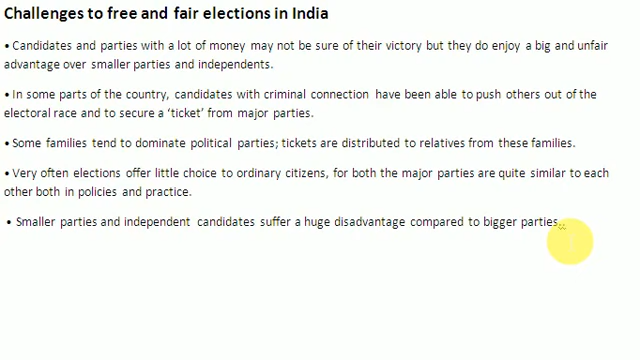 Challenges to free and fair elections in India
• Candidates and parties with a lot of money may not be sure of their victory but they do enjoy a big and unfair
advantage over smaller parties and independents.
• In some parts of the country, candidates with criminal connection have been able to push others out of the
electoral race and to secure a ‘ticket’ from major parties.
• Some families tend to dominate political parties; tickets are distributed to relatives from these families.
• Very often elections offer little choice to ordinary citizens, for both the major parties are quite similar to each
other both in policies and practice.
• Smaller parties and independent candidates suffer a huge disadvantage compared to bigger parties..